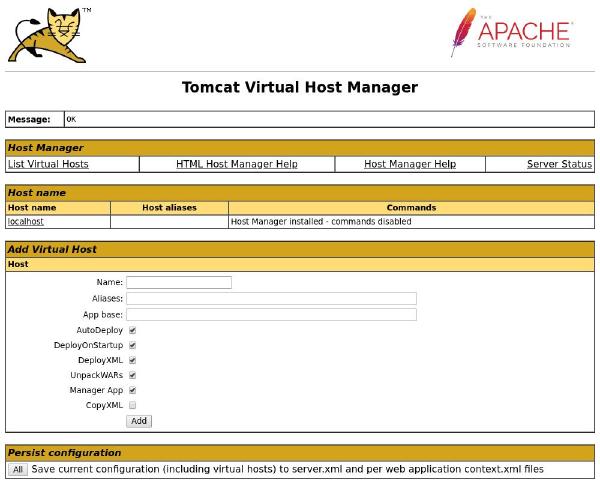 TM
THE
APACHE
SOFTWARE FOUNDATION
Tomcat Virtual Host Manager
Message: OK
Host Manager
List Virtual Hosts HTML Host Manager Help Host Manager Help Server Status
Host name
Host name Host aliases Commands
localhost Host Manager installed - commands disabled
Add Virtual Host
Host
Name:
Aliases:
App base:
AutoDeploy
DeployOnStartup
DeployXML
UnpackWARs
Manager App
CopyXML
Add
Persist configuration
All Save current configuration (including virtual hosts) to server.xml and per web application context.xml files